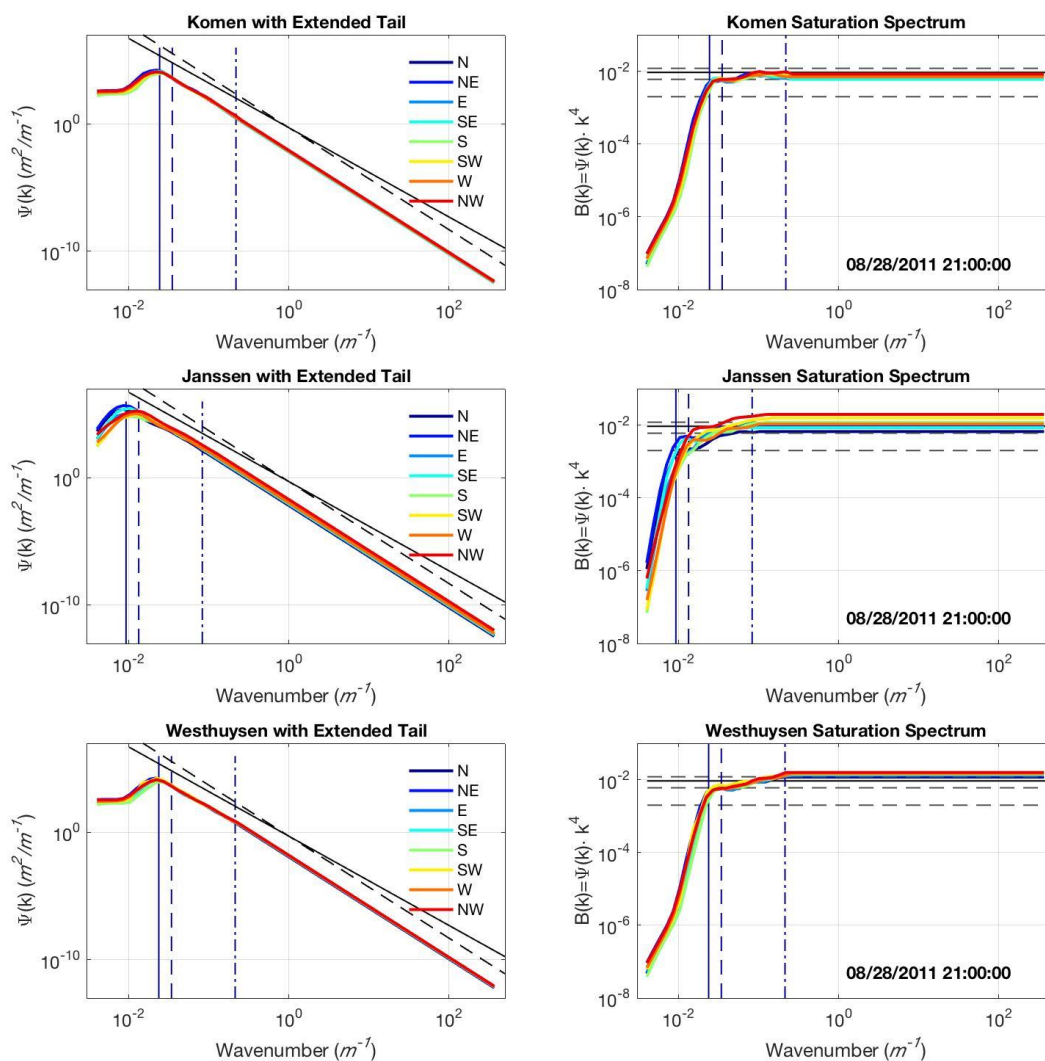 Komen with Extended Tail
Ψ(k) (m²/m⁻¹)
10⁰
10⁻¹⁰
N
NE
E
SE
S
SW
W
NW
10⁻² 10⁰ 10²
Wavenumber (m⁻¹)
Komen Saturation Spectrum
B(k)=Ψ(k)· k⁴
10⁻²
10⁻⁴
10⁻⁶
10⁻⁸
08/28/2011 21:00:00
10⁻² 10⁰ 10²
Wavenumber (m⁻¹)
Janssen with Extended Tail
Ψ(k) (m²/m⁻¹)
10⁰
10⁻¹⁰
N
NE
E
SE
S
SW
W
NW
10⁻² 10⁰ 10²
Wavenumber (m⁻¹)
Janssen Saturation Spectrum
B(k)=Ψ(k)· k⁴
10⁻²
10⁻⁴
10⁻⁶
10⁻⁸
08/28/2011 21:00:00
10⁻² 10⁰ 10²
Wavenumber (m⁻¹)
Westhuysen with Extended Tail
Ψ(k) (m²/m⁻¹)
10⁰
10⁻¹⁰
N
NE
E
SE
S
SW
W
NW
10⁻² 10⁰ 10²
Wavenumber (m⁻¹)
Westhuysen Saturation Spectrum
B(k)=Ψ(k)· k⁴
10⁻²
10⁻⁴
10⁻⁶
10⁻⁸
08/28/2011 21:00:00
10⁻² 10⁰ 10²
Wavenumber (m⁻¹)